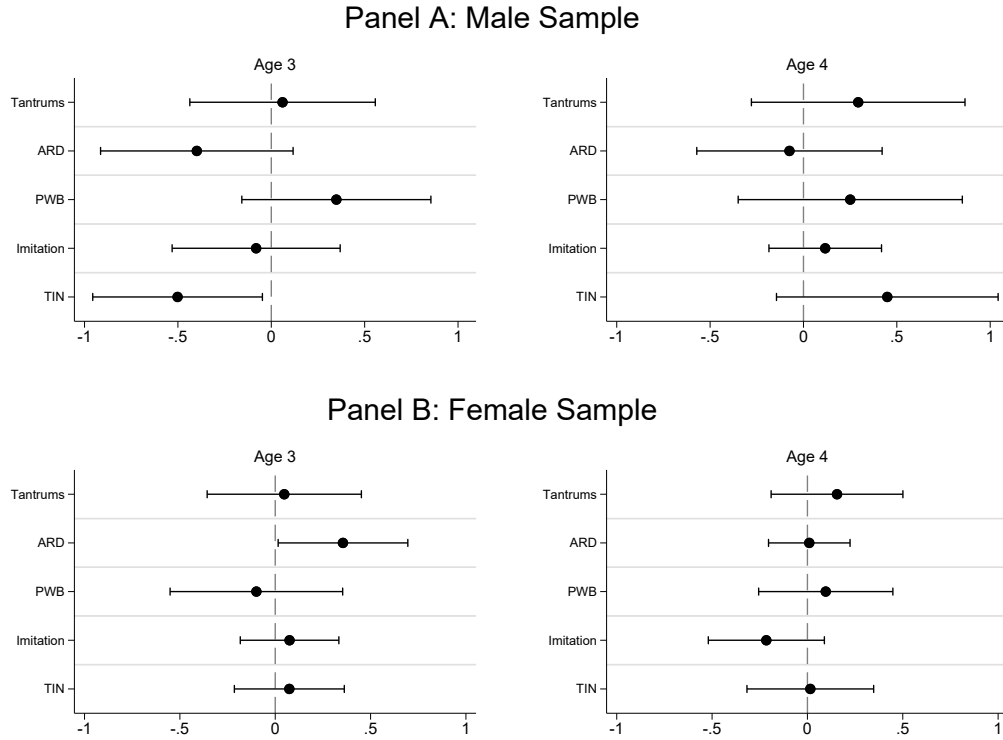 Panel A: Male Sample
Age 3
Tantrums
ARD
PWB
Imitation
TIN
-1 -.5 0 .5 1
Age 4
Tantrums
ARD
PWB
Imitation
TIN
-1 -.5 0 .5 1
Panel B: Female Sample
Age 3
Tantrums
ARD
PWB
Imitation
TIN
-1 -.5 0 .5 1
Age 4
Tantrums
ARD
PWB
Imitation
TIN
-1 -.5 0 .5 1